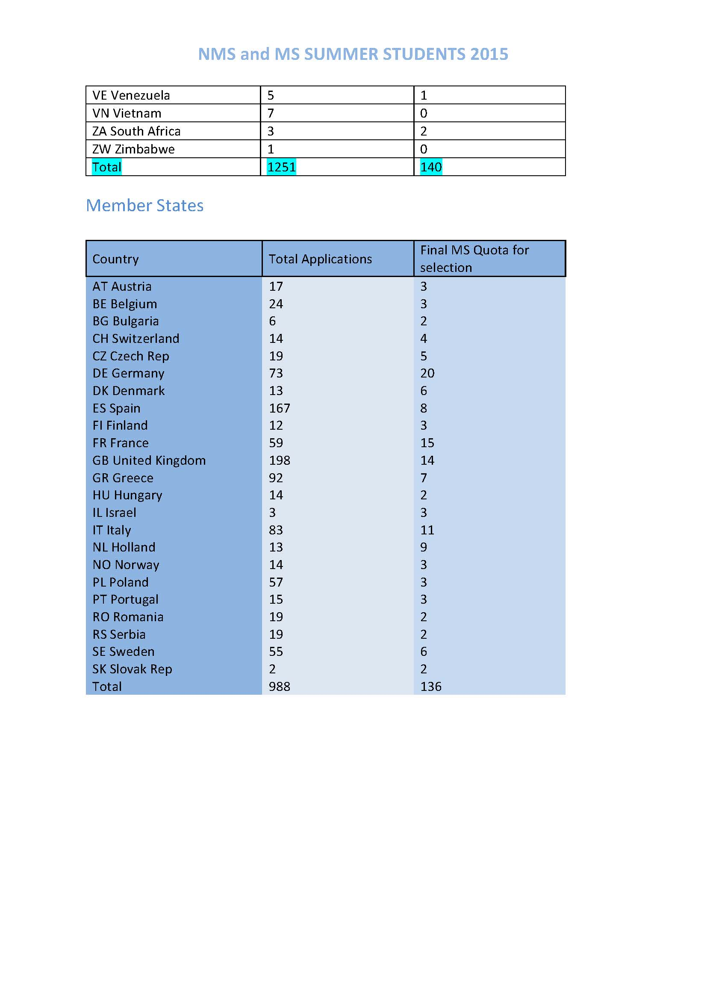 NMS and MS SUMMER STUDENTS 2015
VE Venezuela 5 1
VN Vietnam 7 0
ZA South Africa 3 2
ZW Zimbabwe 1 0
Total 1251 140
Member States
Country Total Applications Final MS Quota for
selection
AT Austria 17 3
BE Belgium 24 3
BG Bulgaria 6 2
CH Switzerland 14 4
CZ Czech Rep 19 5
DE Germany 73 20
DK Denmark 13 6
ES Spain 167 8
FI Finland 12 3
FR France 59 15
GB United Kingdom 198 14
GR Greece 92 7
HU Hungary 14 2
IL Israel 3 3
IT Italy 83 11
NL Holland 13 9
NO Norway 14 3
PL Poland 57 3
PT Portugal 15 3
RO Romania 19 2
RS Serbia 19 2
SE Sweden 55 6
SK Slovak Rep 2 2
Total 988 136